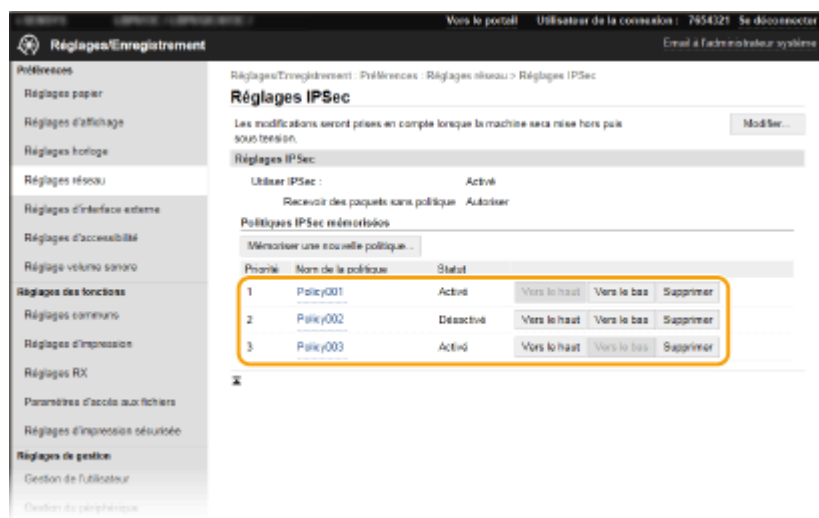 Vers le portail Utilisateur de la connexion : 7654321 Se déconnecter
Réglages/Enregistrement Email à l'administrateur système
Préférences
Réglages papier
Réglages d'affichage
Réglages horloge
Réglages réseau
Réglages d'interface externe
Réglages d'accessibilité
Réglage volume sonore
Réglages des fonctions
Réglages communs
Réglages d'impression
Réglages RX
Paramètres d'accès aux fichiers
Réglages d'impression sécurisée
Réglages de gestion
Gestion de l'utilisateur
Gestion du périphérique
Réglages/Enregistrement : Préférences : Réglages réseau > Réglages IPSec
Réglages IPSec
Les modifications seront prises en compte lorsque la machine sera mise hors puis
sous tension.
Modifier...
Réglages IPSec
Utiliser IPSec : Activé
Recevoir des paquets sans politique Autoriser
Politiques IPSec mémorisées
Mémoriser une nouvelle politique...
Priorité Nom de la politique Statut
1 Policy001 Activé Vers le haut Vers le bas Supprimer
2 Policy002 Désactivé Vers le haut Vers le bas Supprimer
3 Policy003 Activé Vers le haut Vers le bas Supprimer